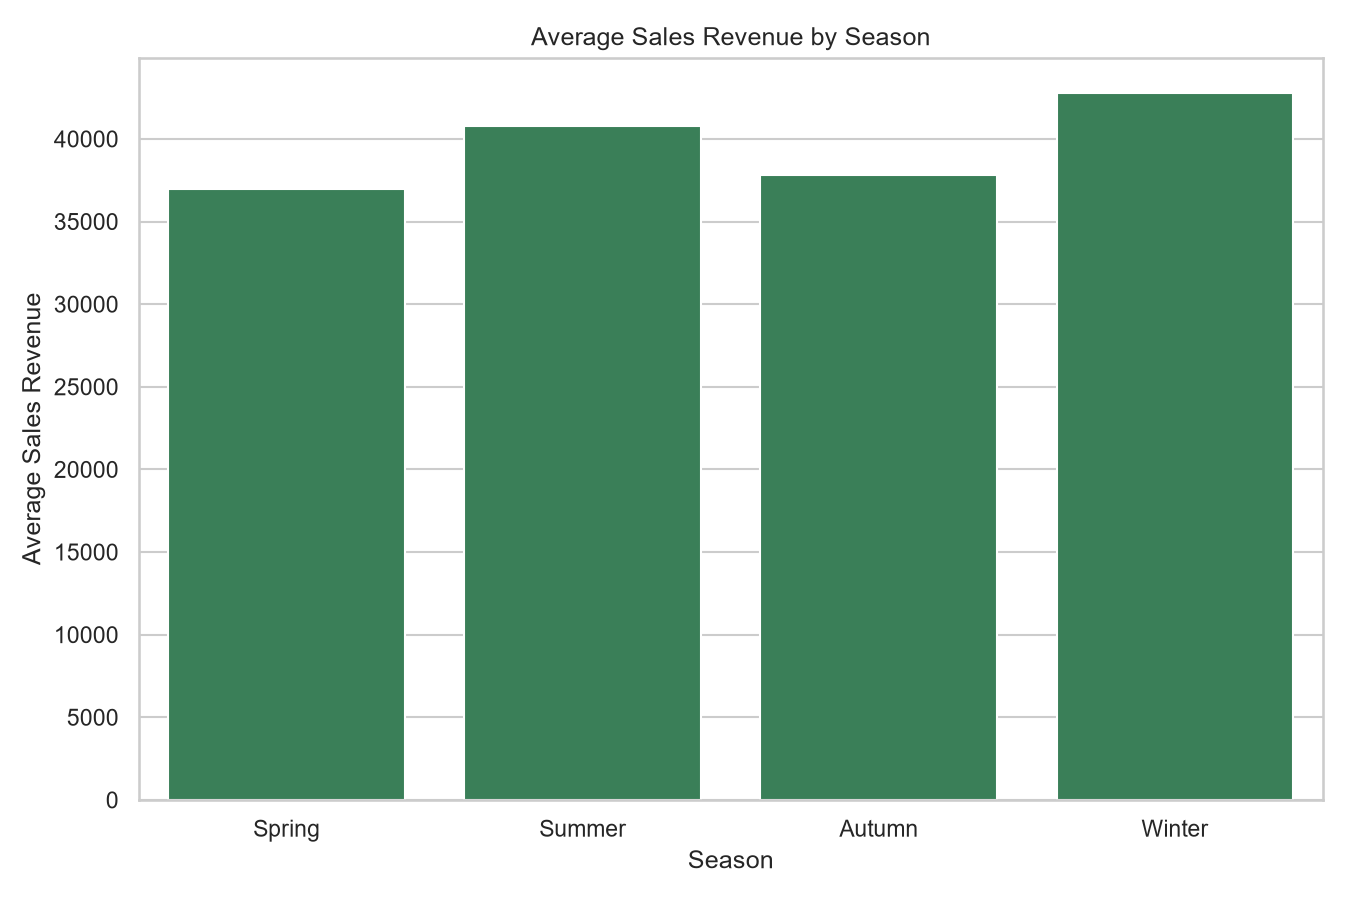 Average Sales Revenue by Season
Average Sales Revenue
40000
35000
30000
25000
20000
15000
10000
5000
0
Spring Summer Autumn Winter
Season